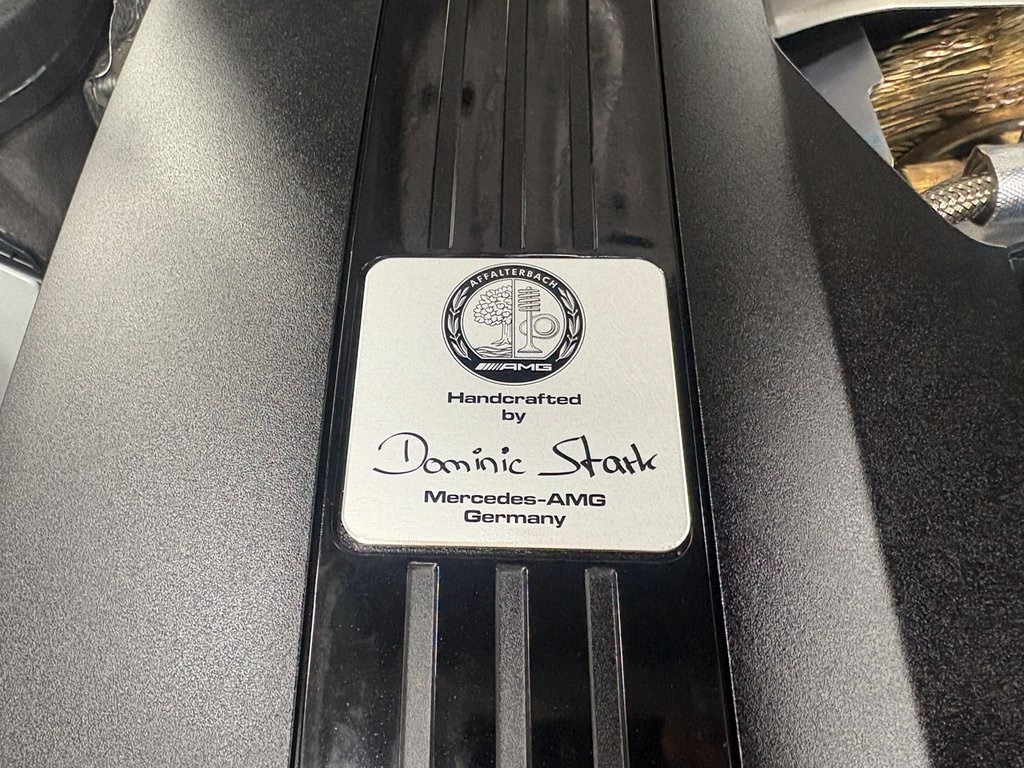 AFFALTERBACH
AMG
Handcrafted
by
Dominic Stark
Mercedes-AMG
Germany